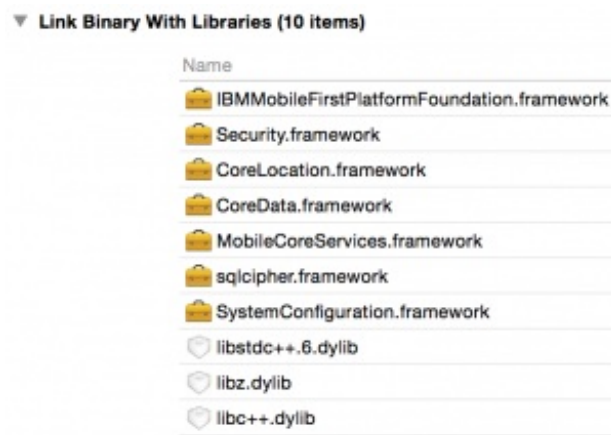 Link Binary With Libraries (10 items)
Name
IBMMobileFirstPlatformFoundation.framework
Security.framework
CoreLocation.framework
CoreData.framework
MobileCoreServices.framework
sqlcipher.framework
SystemConfiguration.framework
libstdc++.6.dylib
libz.dylib
libc++.dylib